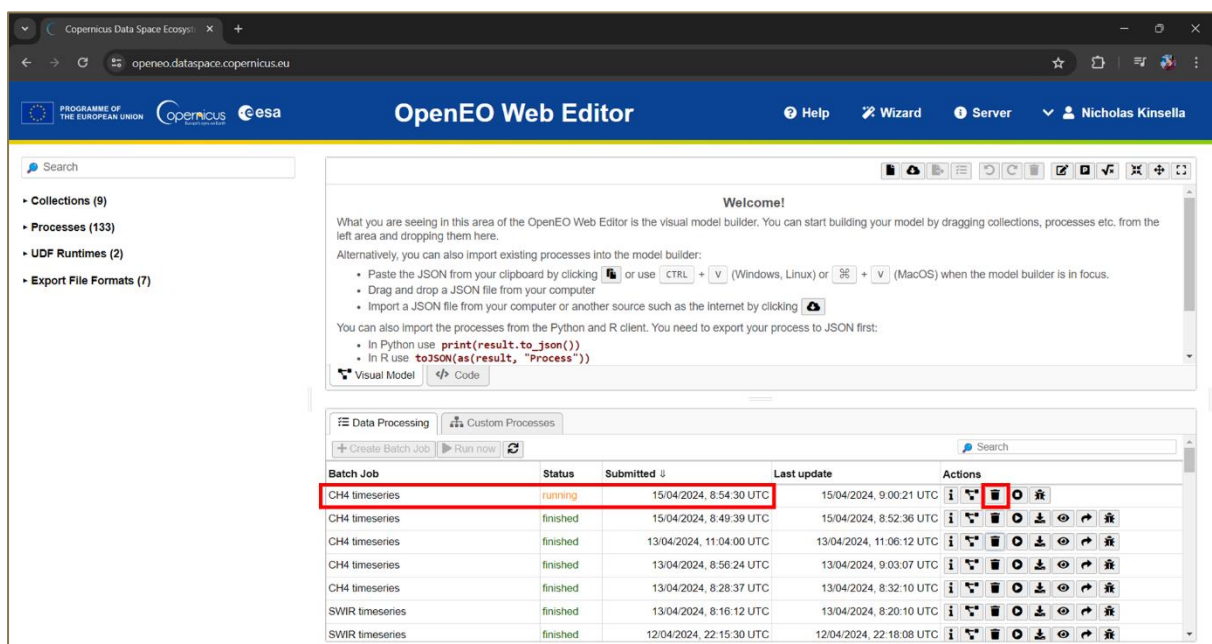 Copernicus Data Space Ecosyst
openeo.dataspace.copernicus.eu
PROGRAMME OF
THE EUROPEAN UNION
opernicus
esa
OpenEO Web Editor
Help
Wizard
Server
Nicholas Kinsella
Search
Collections (9)
Processes (133)
UDF Runtimes (2)
Export File Formats (7)
Welcome!
What you are seeing in this area of the OpenEO Web Editor is the visual model builder. You can start building your model by dragging collections, processes etc. from the
left area and dropping them here.
Alternatively, you can also import existing processes into the model builder:
• Paste the JSON from your clipboard by clicking or use CTRL + V (Windows, Linux) or ⌘ + V (MacOS) when the model builder is in focus.
• Drag and drop a JSON file from your computer
• Import a JSON file from your computer or another source such as the internet by clicking
You can also import the processes from the Python and R client. You need to export your process to JSON first:
• In Python use print(result.to_json())
• In R use toJSON(as(result, "Process"))
Visual Model </> Code
Data Processing Custom Processes
+ Create Batch Job Run now Search
Batch Job Status Submitted ⇓ Last update Actions
CH4 timeseries running 15/04/2024, 8:54:30 UTC 15/04/2024, 9:00:21 UTC
CH4 timeseries finished 15/04/2024, 8:49:39 UTC 15/04/2024, 8:52:36 UTC
CH4 timeseries finished 13/04/2024, 11:04:00 UTC 13/04/2024, 11:06:12 UTC
CH4 timeseries finished 13/04/2024, 8:56:24 UTC 13/04/2024, 9:03:07 UTC
CH4 timeseries finished 13/04/2024, 8:28:37 UTC 13/04/2024, 8:32:10 UTC
SWIR timeseries finished 13/04/2024, 8:16:12 UTC 13/04/2024, 8:20:10 UTC
SWIR timeseries finished 12/04/2024, 22:15:30 UTC 12/04/2024, 22:18:08 UTC